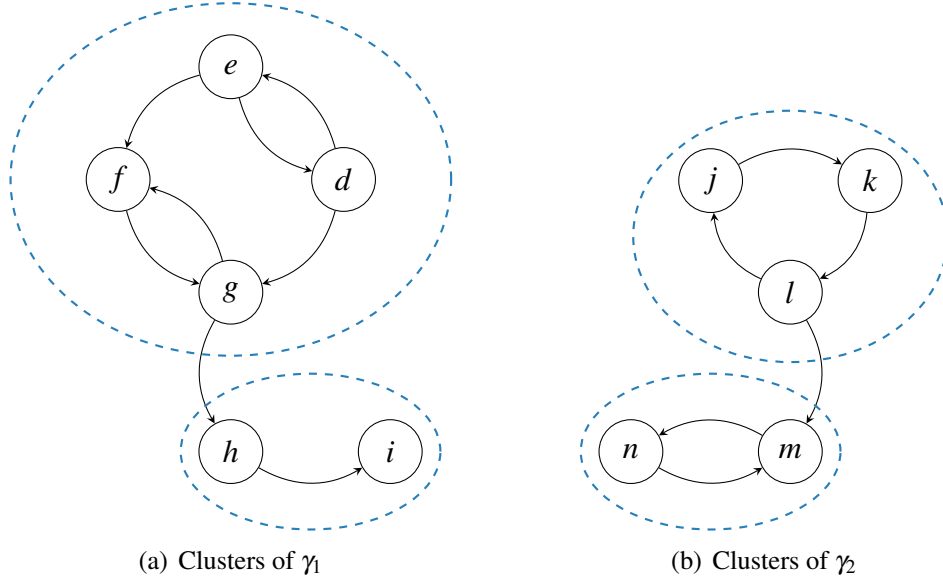 e
f
d
j
k
g
l
h
i
n
m
(a) Clusters of γ₁
(b) Clusters of γ₂